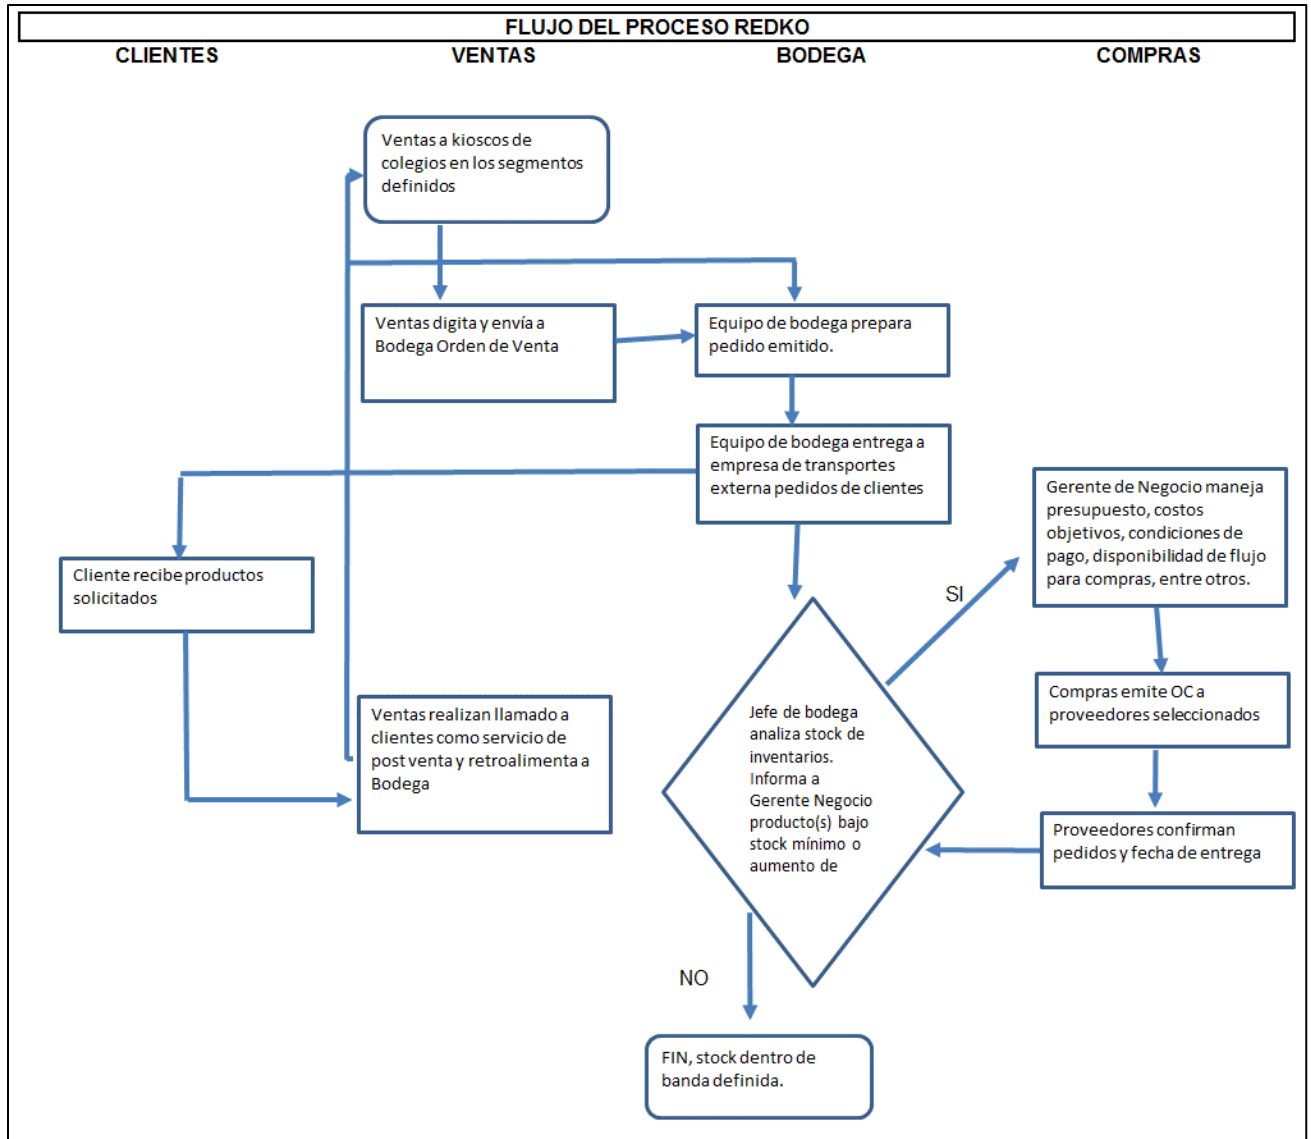 FLUJO DEL PROCESO REDKO
CLIENTES
VENTAS
BODEGA
COMPRAS
Ventas a kioscos de
colegios en los segmentos
definidos
Ventas digita y envía a
Bodega Orden de Venta
Equipo de bodega prepara
pedido emitido.
Equipo de bodega entrega a
empresa de transportes
externa pedidos de clientes
Gerente de Negocio maneja
presupuesto, costos
objetivos, condiciones de
pago, disponibilidad de flujo
para compras, entre otros.
SI
Cliente recibe productos
solicitados
Ventas realizan llamado a
clientes como servicio de
post venta y retroalimenta a
Bodega
Jefe de bodega
analiza stock de
inventarios.
Informa a
Gerente Negocio
producto(s) bajo
stock mínimo o
aumento de
Compras emite OC a
proveedores seleccionados
Proveedores confirman
pedidos y fecha de entrega
NO
FIN, stock dentro de
banda definida.